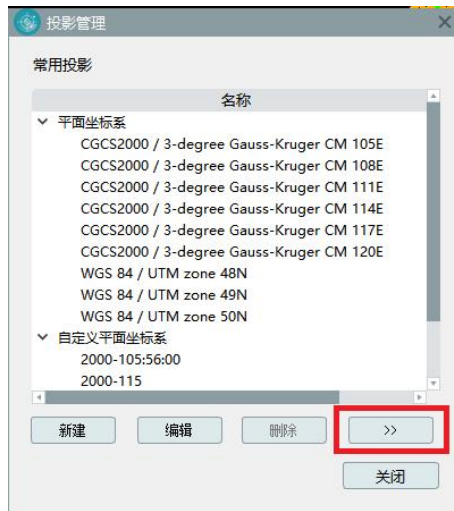 投影管理
常用投影
名称
平面坐标系
CGCS2000 / 3-degree Gauss-Kruger CM 105E
CGCS2000 / 3-degree Gauss-Kruger CM 108E
CGCS2000 / 3-degree Gauss-Kruger CM 111E
CGCS2000 / 3-degree Gauss-Kruger CM 114E
CGCS2000 / 3-degree Gauss-Kruger CM 117E
CGCS2000 / 3-degree Gauss-Kruger CM 120E
WGS 84 / UTM zone 48N
WGS 84 / UTM zone 49N
WGS 84 / UTM zone 50N
自定义平面坐标系
2000-105:56:00
2000-115
新建 编辑 删除 >>
关闭